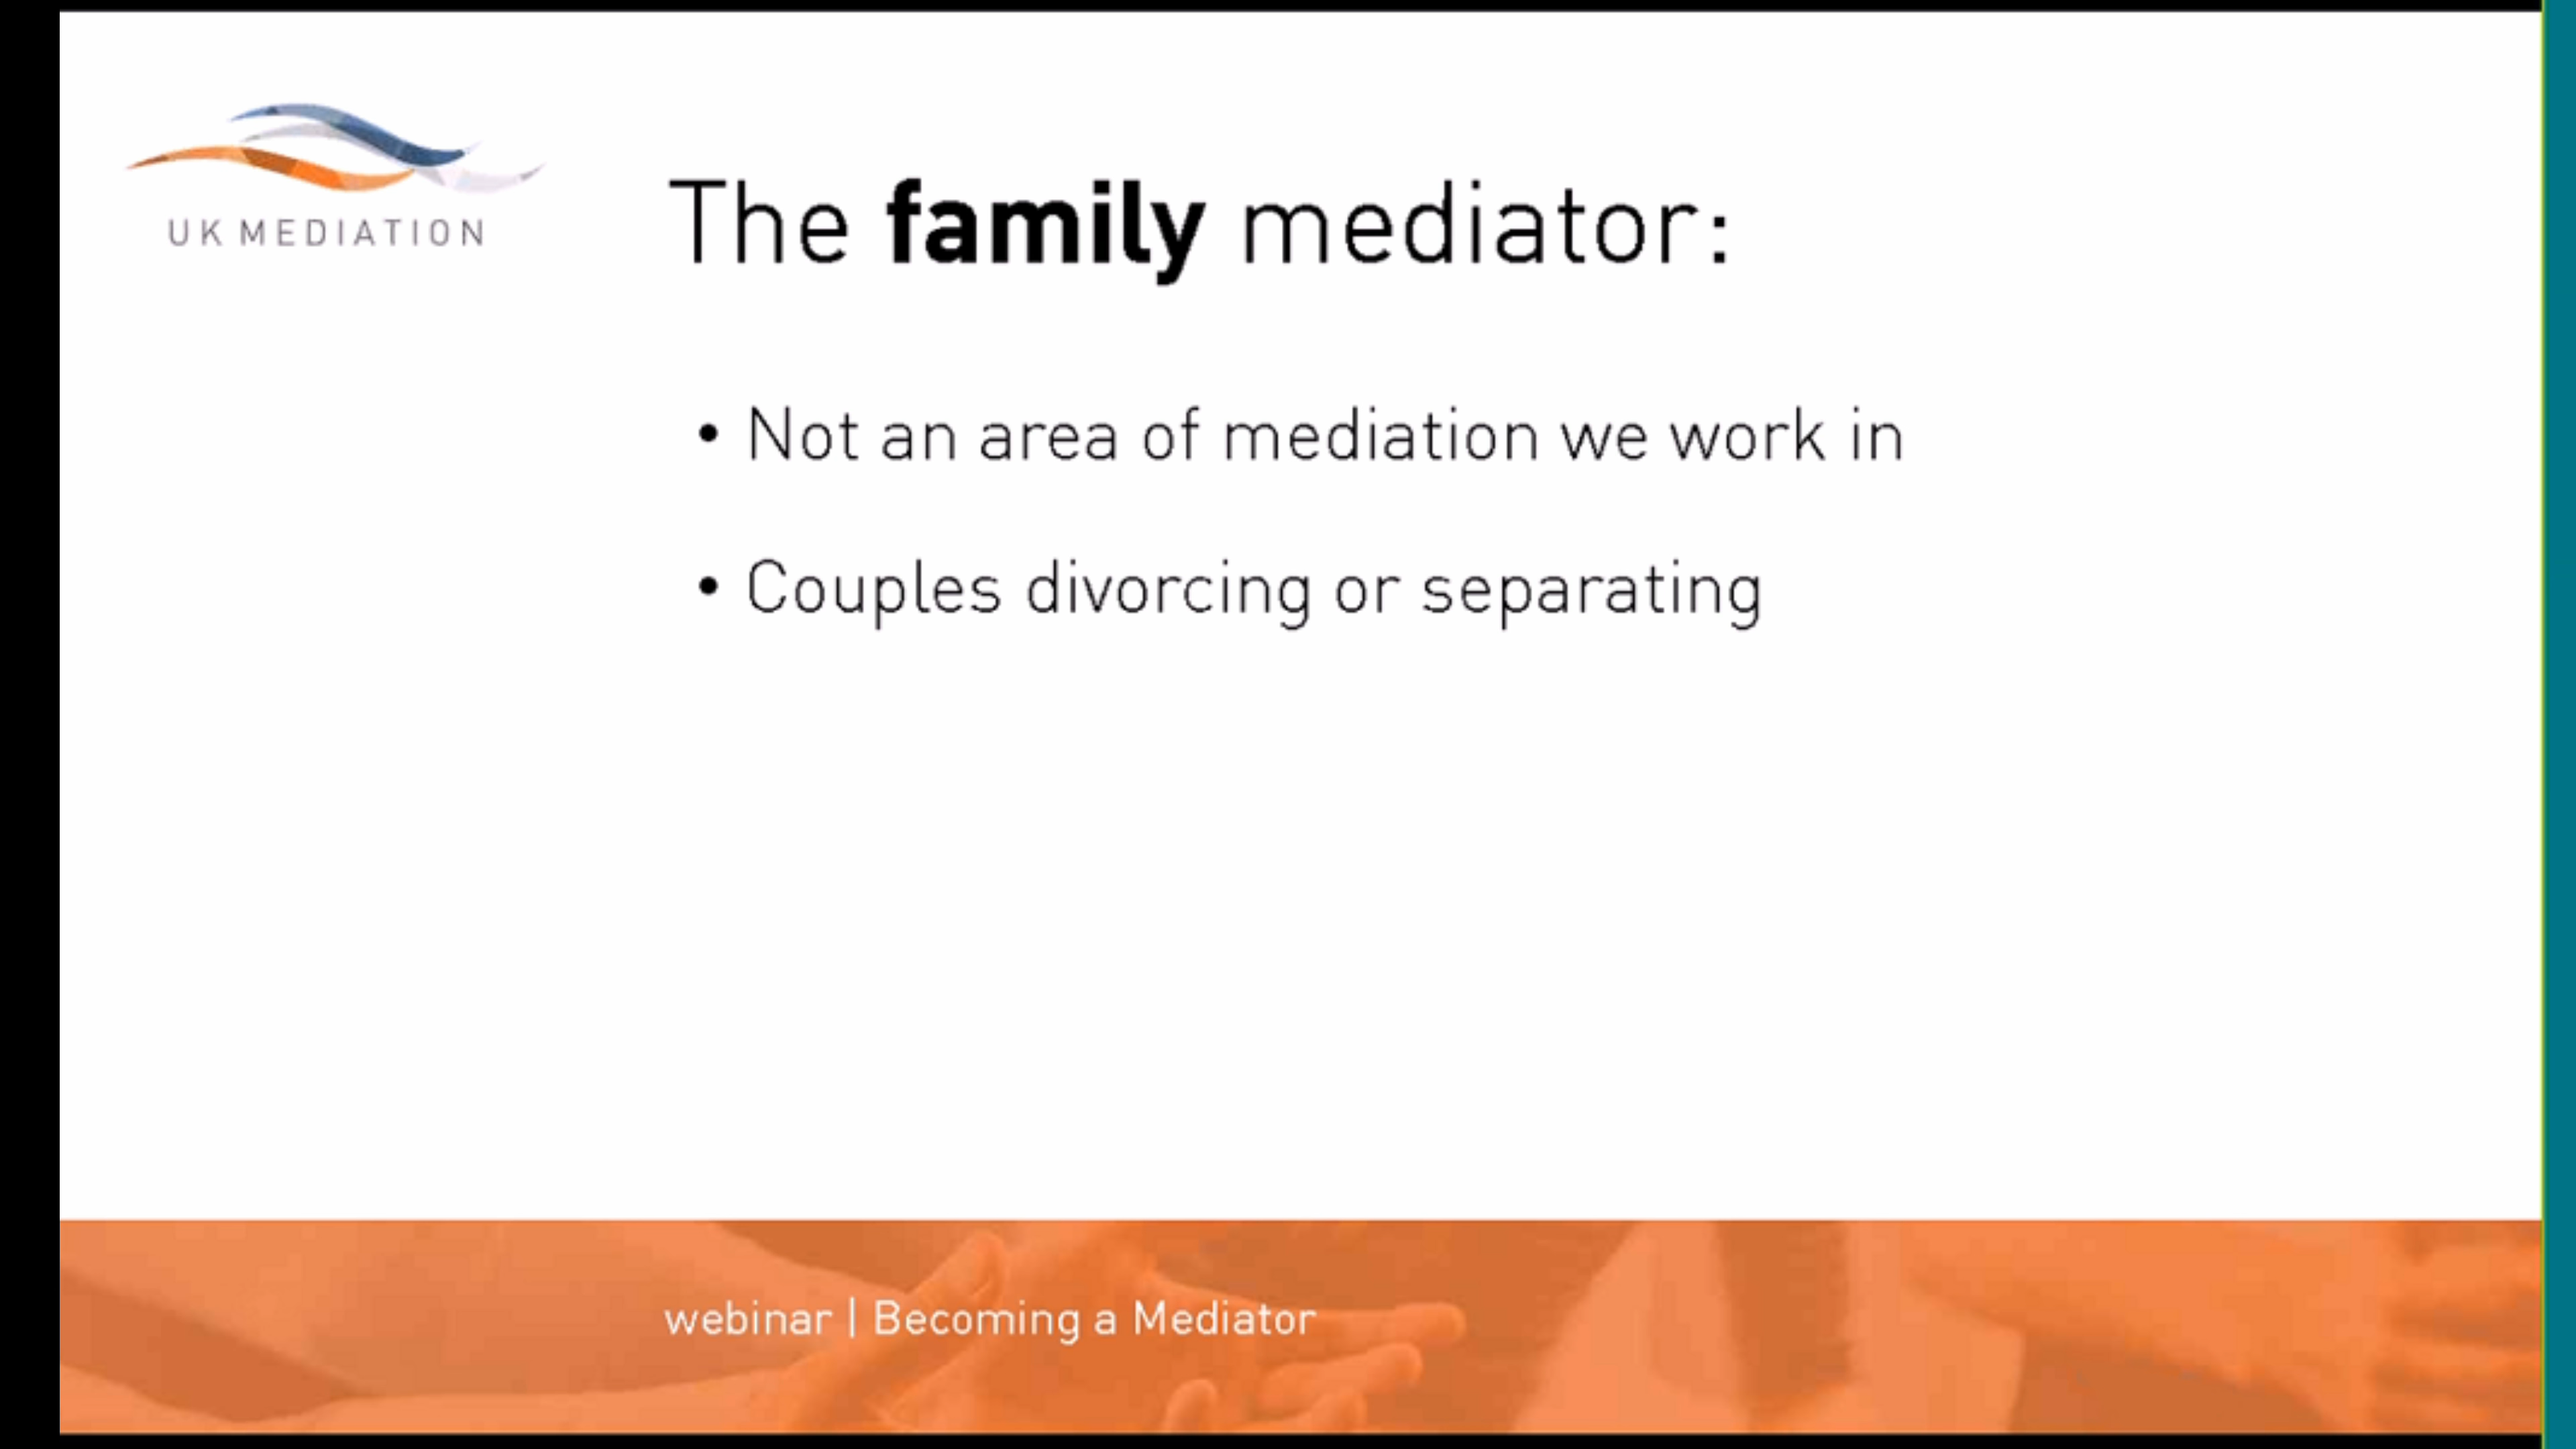 UK MEDIATION
The family mediator:
• Not an area of mediation we work in
• Couples divorcing or separating
webinar | Becoming a Mediator